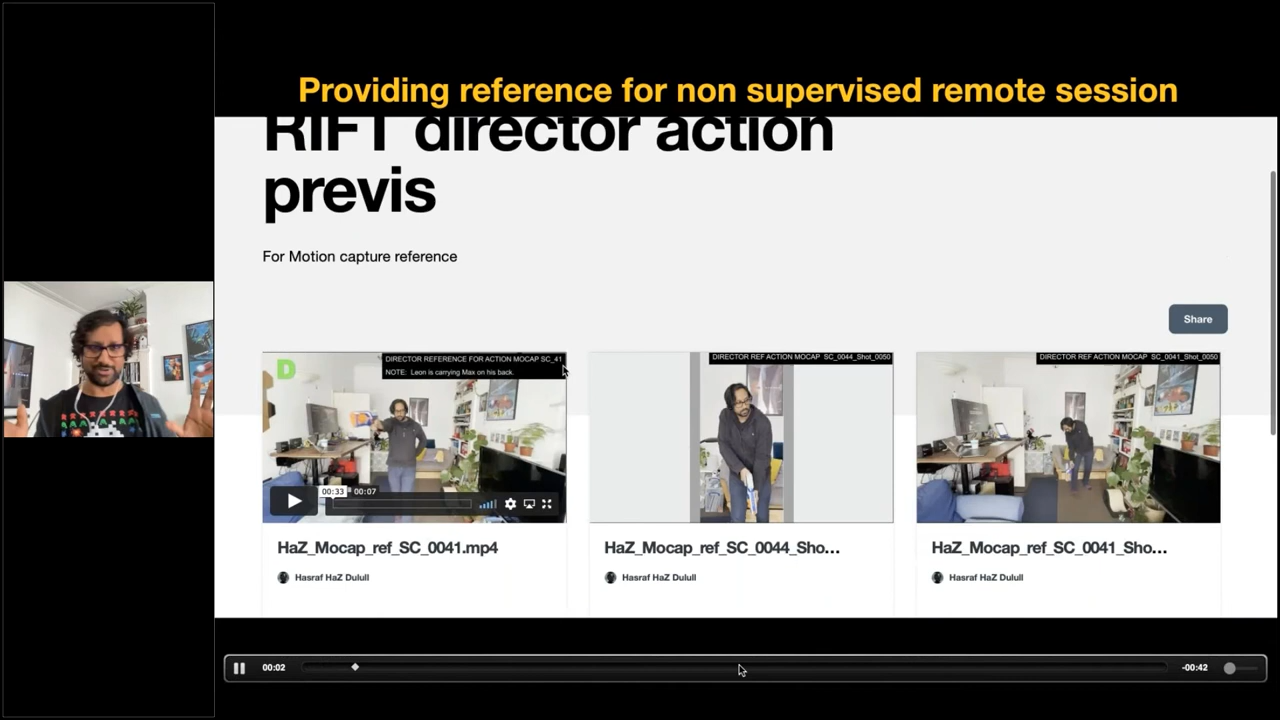 Providing reference for non supervised remote session
RIFT director action
previs
For Motion capture reference
Share
D
DIRECTOR REFERENCE FOR ACTION MOCAP SC_41
NOTE: Leon is carrying Max on his back.
00:33
00:07
HaZ_Mocap_ref_SC_0041.mp4
Hasraf HaZ Dulull
DIRECTOR REF ACTION MOCAP SC_0044_Shot_0050
HaZ_Mocap_ref_SC_0044_Sho...
Hasraf HaZ Dulull
DIRECTOR REF ACTION MOCAP SC_0041_Shot_0050
HaZ_Mocap_ref_SC_0041_Sho...
Hasraf HaZ Dulull
00:02
-00:42